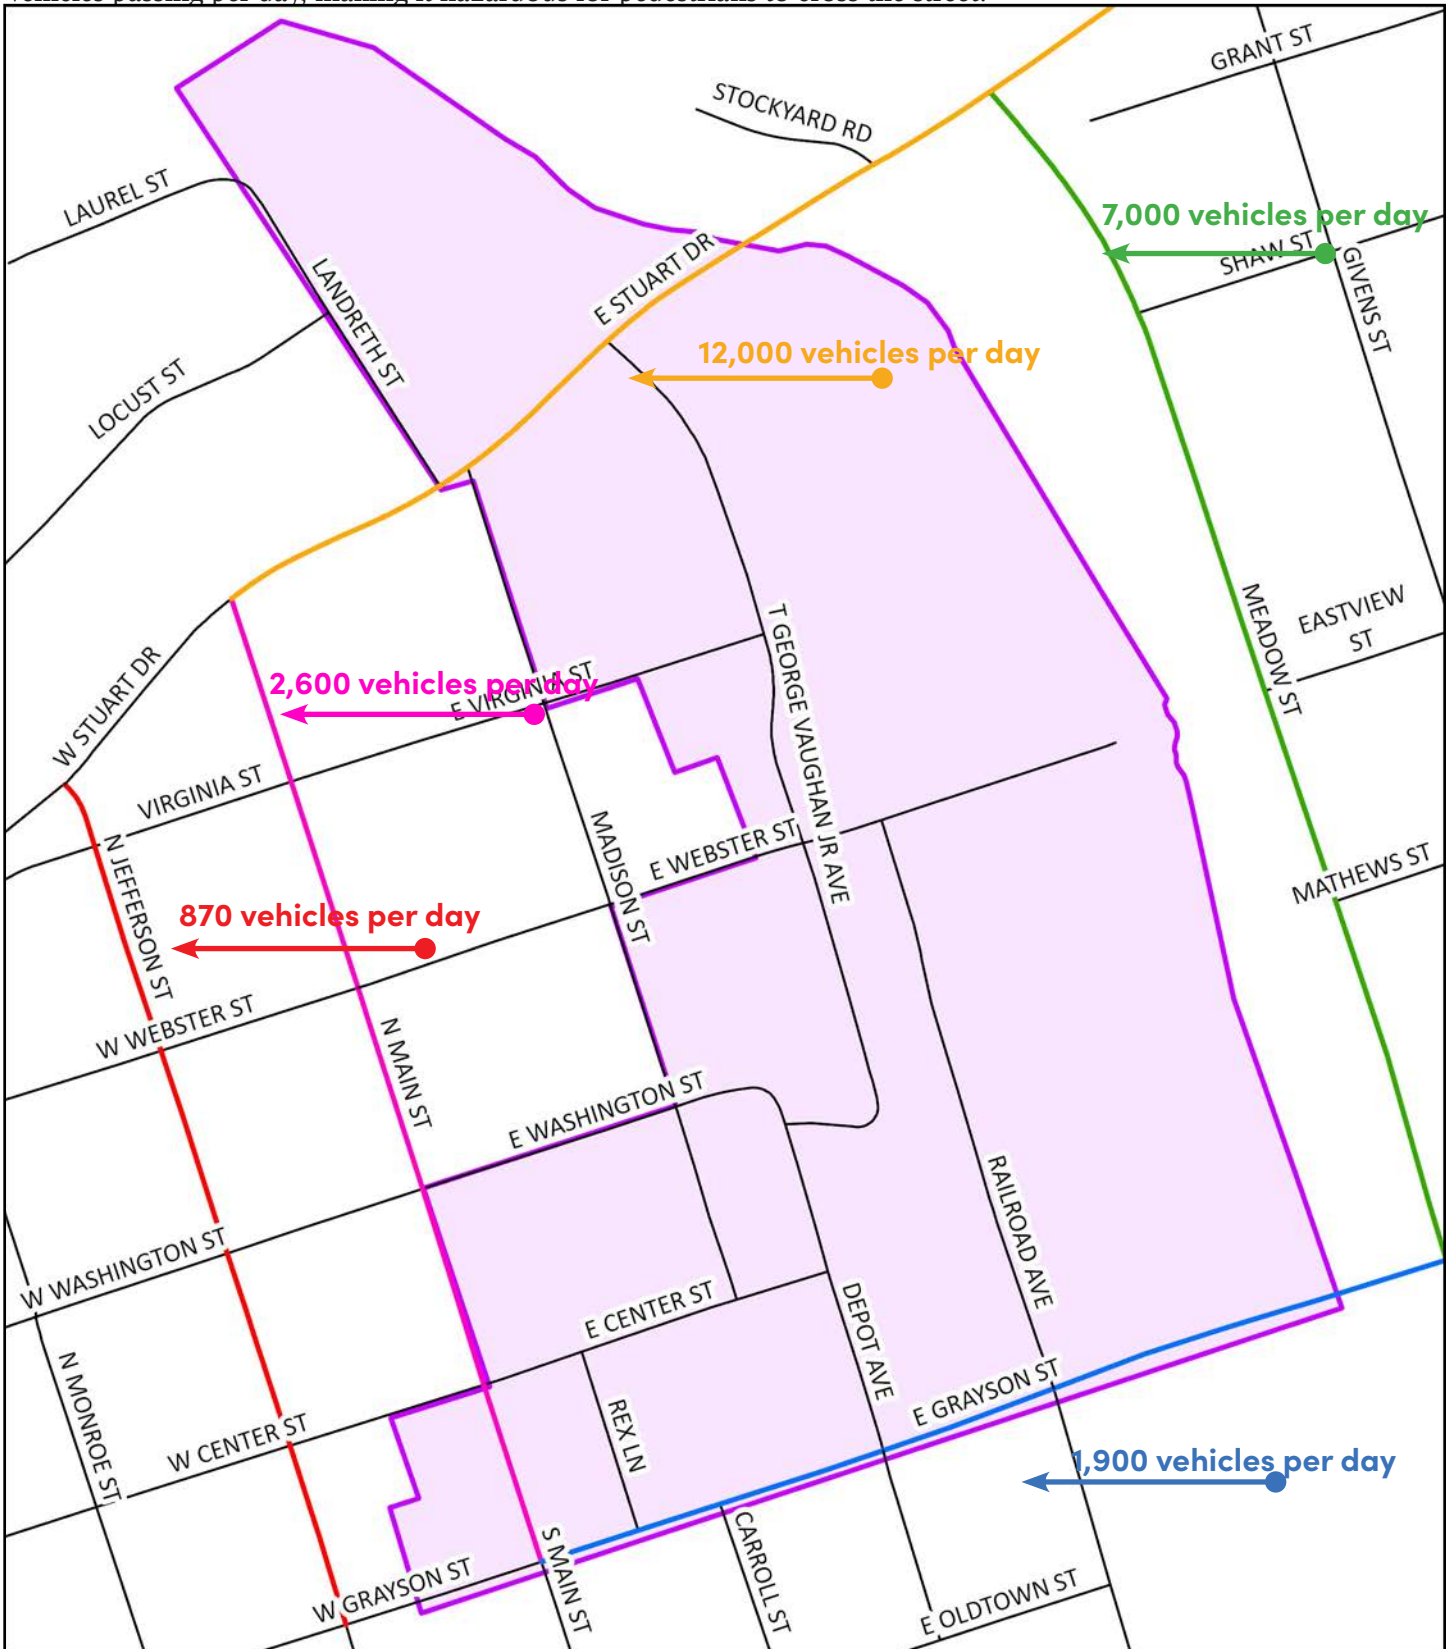 GRANT ST
STOCKYARD RD
LAUREL ST
7,000 vehicles per day
SHAW ST
GIVENS ST
E STUART DR
LANDRETH ST
12,000 vehicles per day
LOCUST ST
MEADOW ST
EASTVIEW
ST
T GEORGE VAUGHAN JR AVE
W STUART DR
2,600 vehicles per day
E VIRGINIA ST
VIRGINIA ST
MADISON ST
E WEBSTER ST
N JEFFERSON ST
MATHEWS ST
870 vehicles per day
W WEBSTER ST
N MAIN ST
E WASHINGTON ST
RAILROAD AVE
W WASHINGTON ST
E CENTER ST
DEPOT AVE
N MONROE ST
E GRAYSON ST
REX LN
W CENTER ST
1,900 vehicles per day
CARROLL ST
S MAIN ST
W GRAYSON ST
E OLDTOWN ST